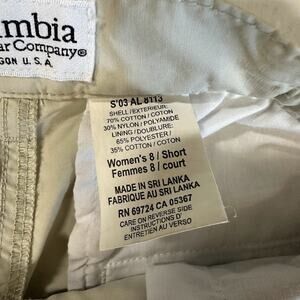 umbia
ar Company®
GON U.S.A.
S'03 AL 8113
SHELL/EXTERIEUR:
70% COTTON / COTON
30% NYLON / POLYAMIDE
LINING / DOUBLURE:
65% POLYESTER /
35% COTTON / COTON
Women's 8 / Short
Femmes 8 / court
MADE IN SRI LANKA
FABRIQUE AU SRI LANKA
RN 69724 CA 05367
CARE ON REVERSE SIDE
INSTRUCTIONS D'
ENTRETIEN AU VERSO